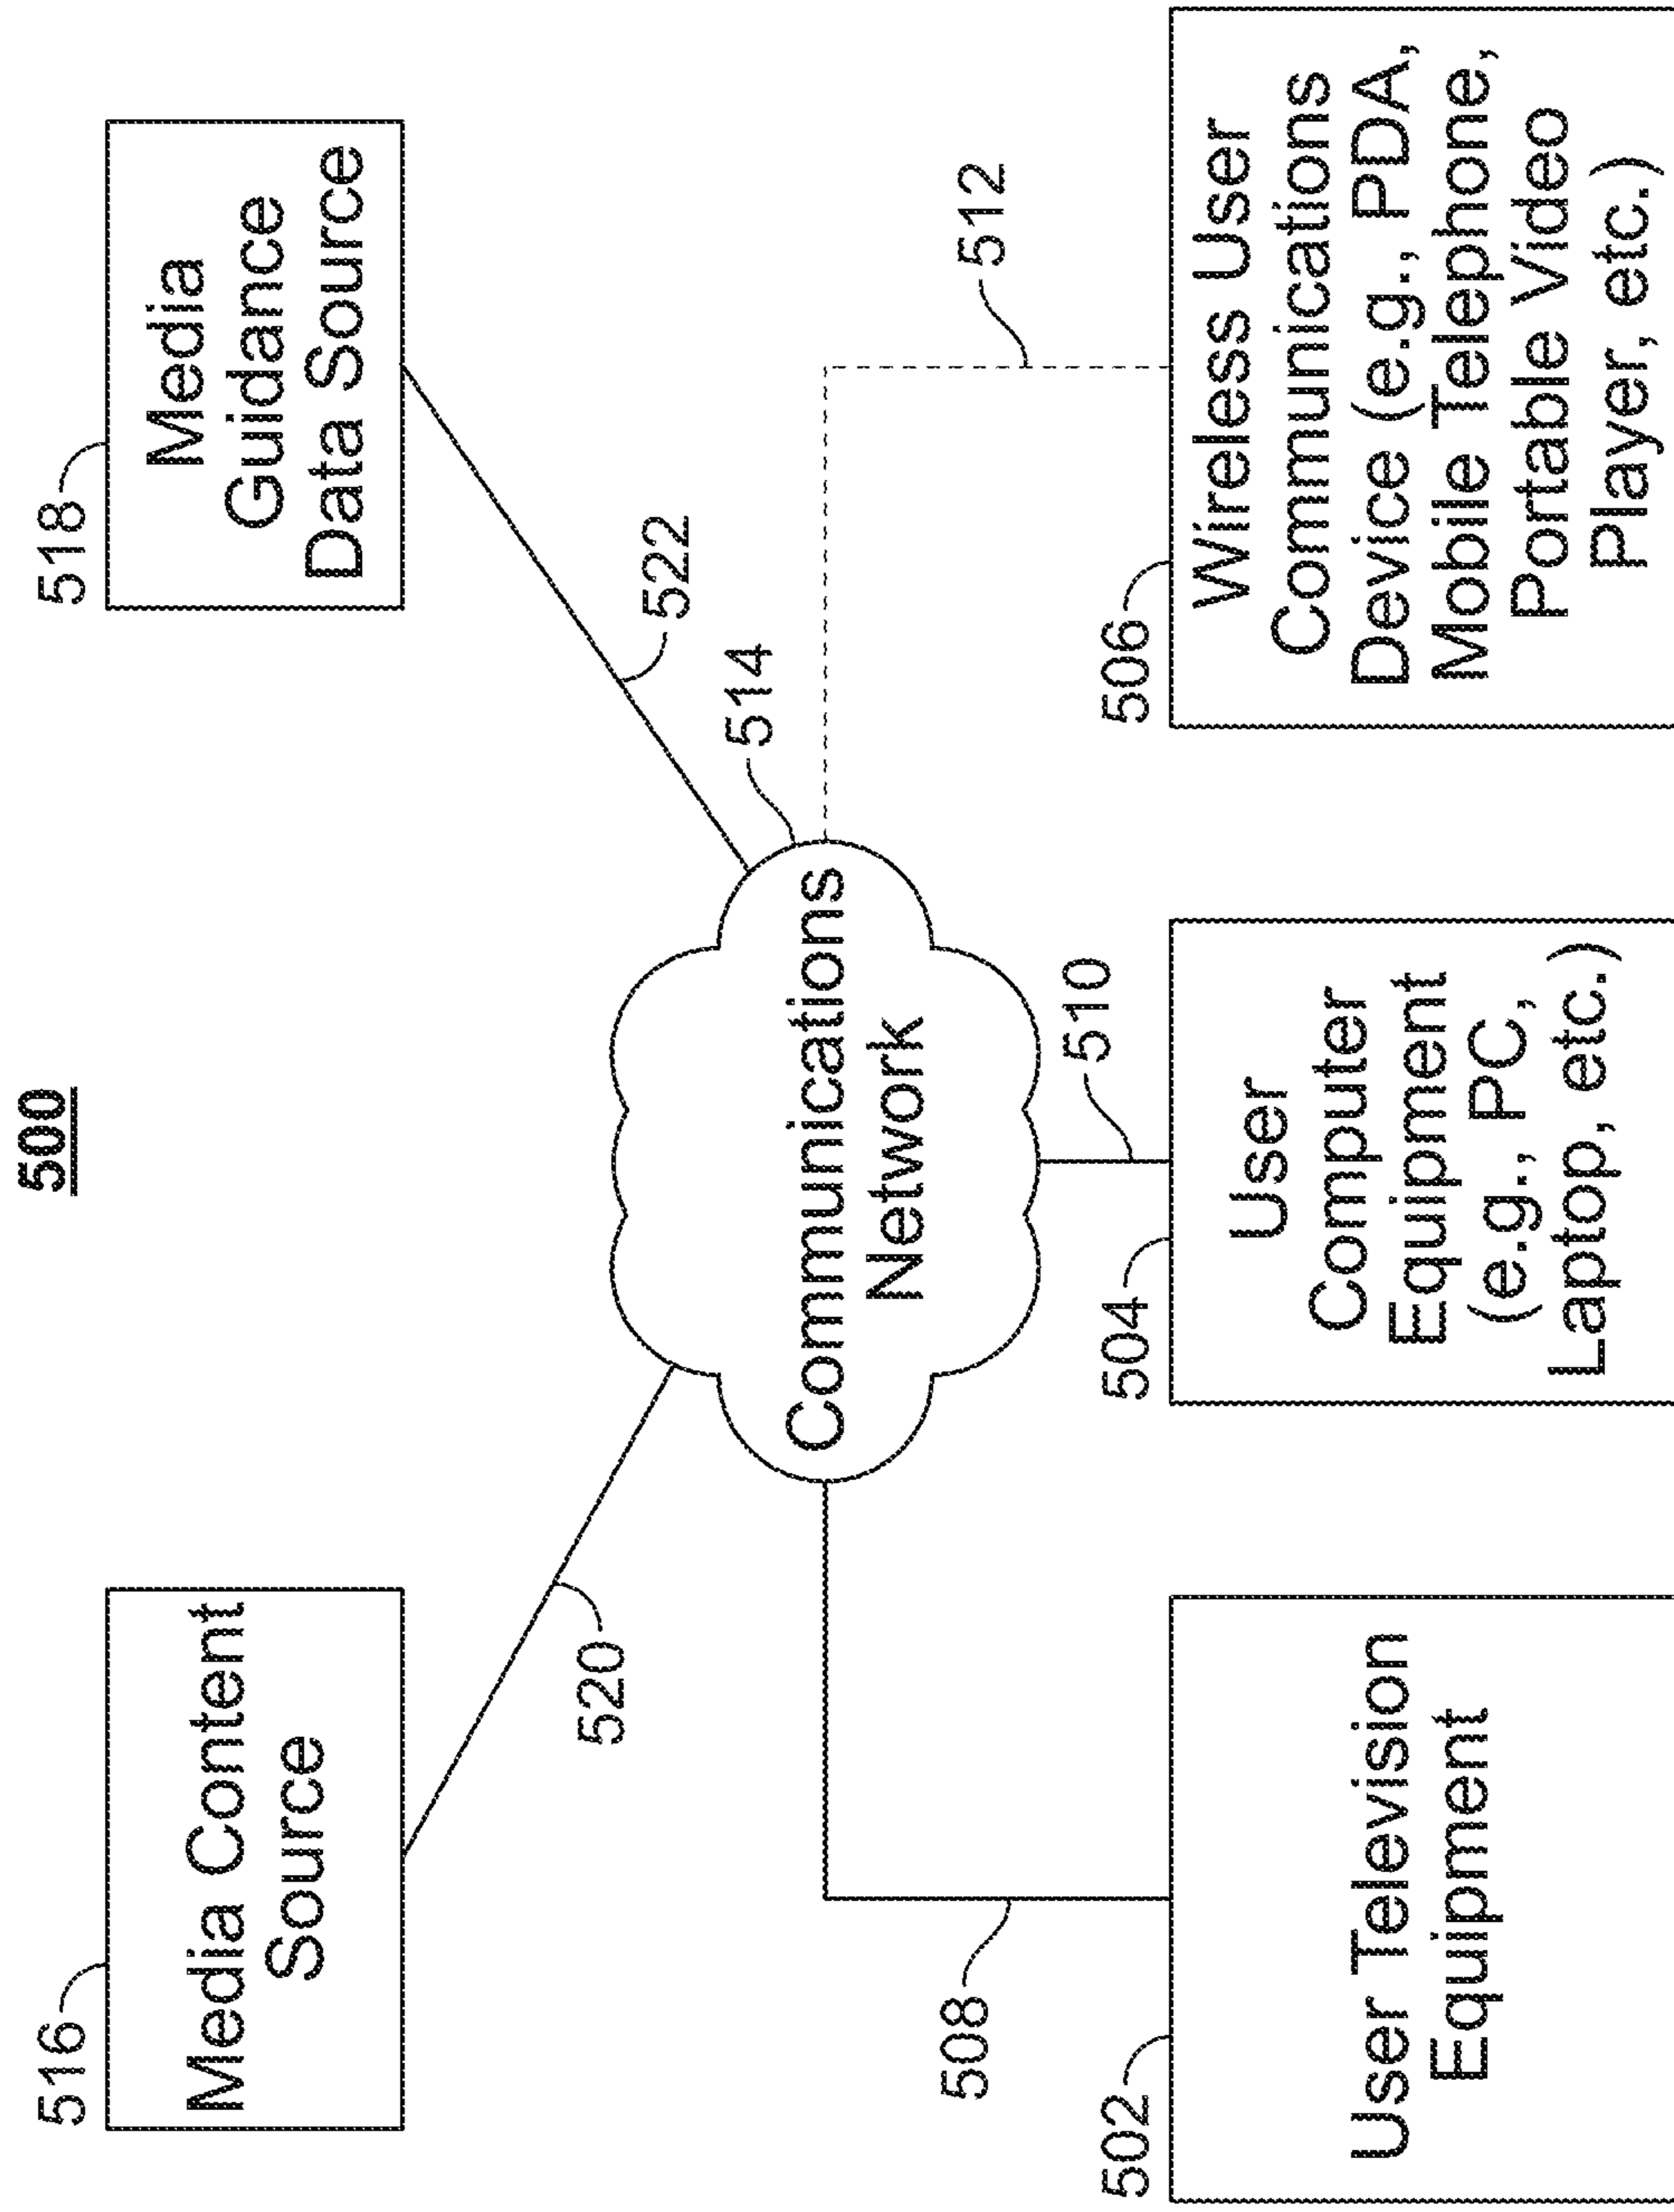 500
516
Media Content
Source
518
Media
Guidance
Data Source
520
522
514
Communications
Network
508
510
512
502
User Television
Equipment
504
User
Computer
Equipment
(e.g., PC,
Laptop, etc.)
506
Wireless User
Communications
Device (e.g., PDA,
Mobile Telephone,
Portable Video
Player, etc.)